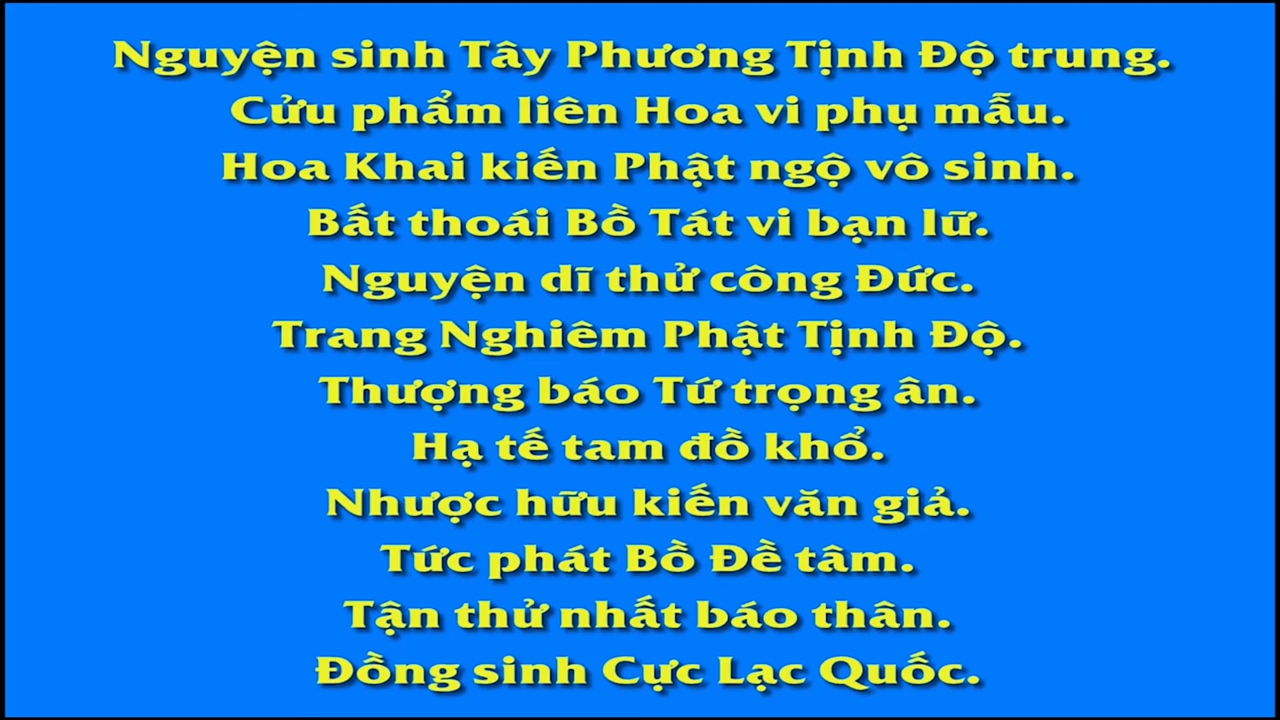 Nguyện sinh Tây Phương Tịnh Độ trung.
Cửu phẩm liên Hoa vi phụ mẫu.
Hoa Khai kiến Phật ngộ vô sinh.
Bất thoái Bồ Tát vi bạn lữ.
Nguyện dĩ thử công Đức.
Trang Nghiêm Phật Tịnh Độ.
Thượng báo Tứ trọng ân.
Hạ tế tam đồ khổ.
Nhược hữu kiến văn giả.
Tức phát Bồ Đề tâm.
Tận thử nhất báo thân.
Đồng sinh Cực Lạc Quốc.